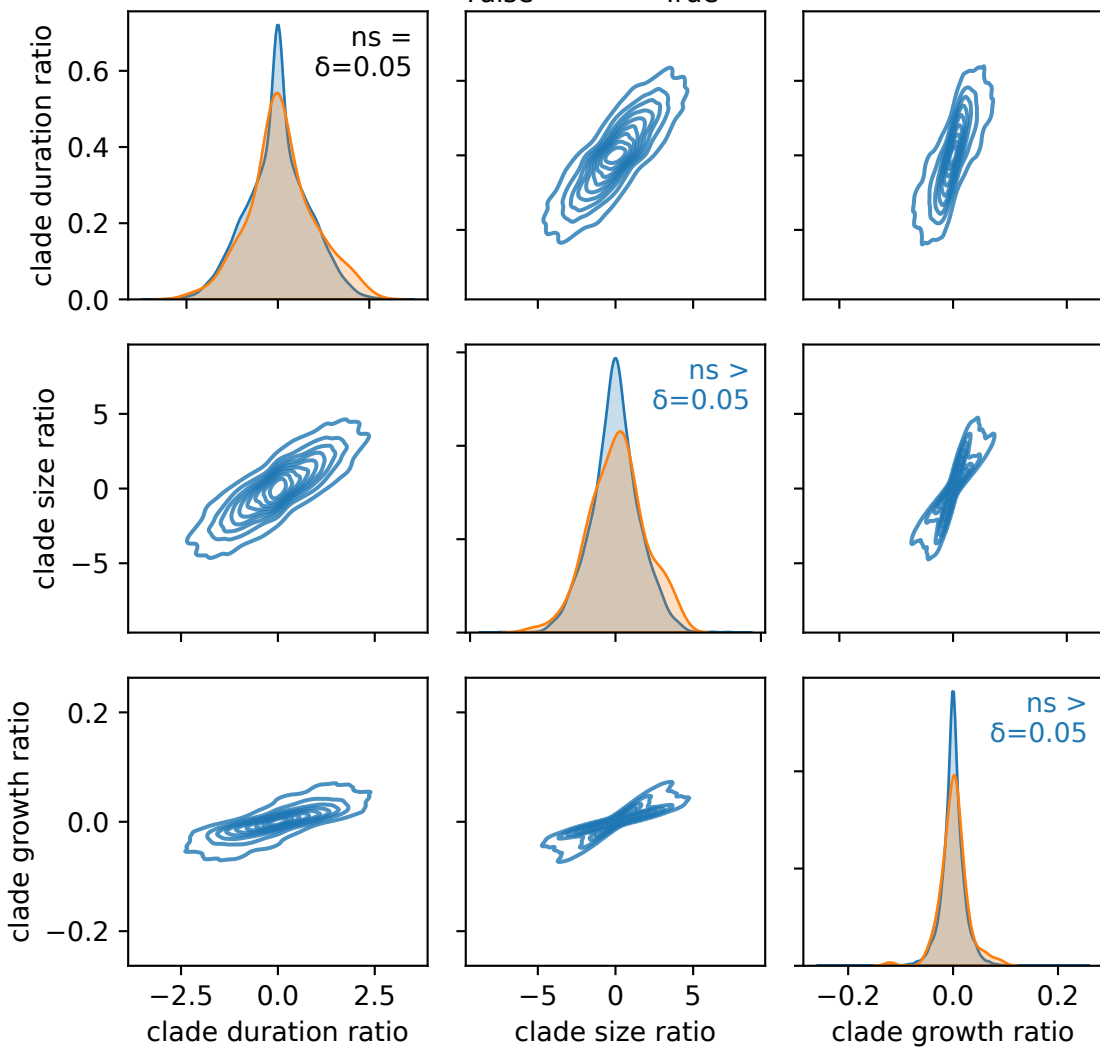 clade duration ratio
0.6
0.4
0.2
0.0
ns =
δ=0.05
clade size ratio
5
0
−5
ns >
δ=0.05
clade growth ratio
0.2
0.0
−0.2
ns >
δ=0.05
−2.5 0.0 2.5
−5 0 5
−0.2 0.0 0.2
clade duration ratio
clade size ratio
clade growth ratio